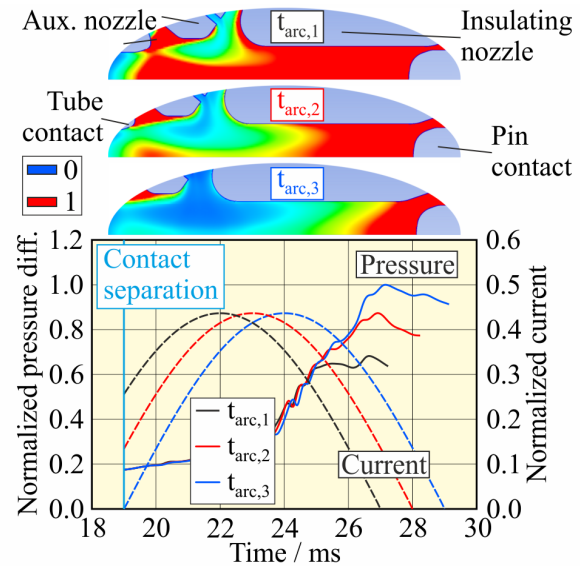 Aux. nozzle
t_arc,1
Insulating
nozzle
Tube
contact
t_arc,2
Pin
contact
0
1
t_arc,3
Normalized pressure diff.
1.2
1.0
0.8
0.6
0.4
0.2
0.0
Contact
separation
Pressure
t_arc,1
t_arc,2
t_arc,3
Current
0.6
0.5
0.4
0.3
0.2
0.1
0.0
Normalized current
18 20 22 24 26 28 30
Time / ms